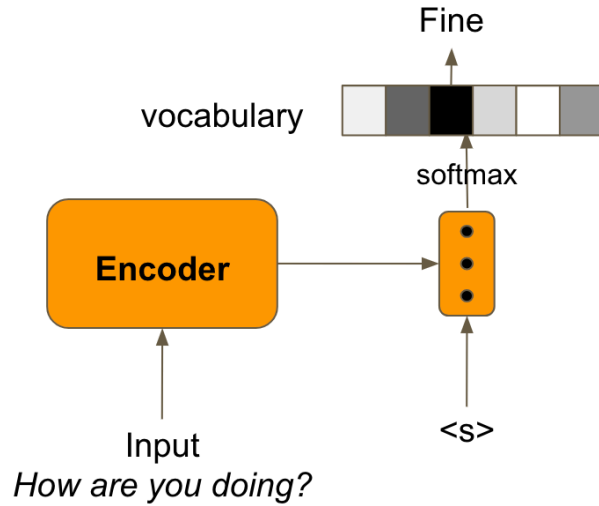 Fine
vocabulary
softmax
Encoder
<s>
Input
How are you doing?